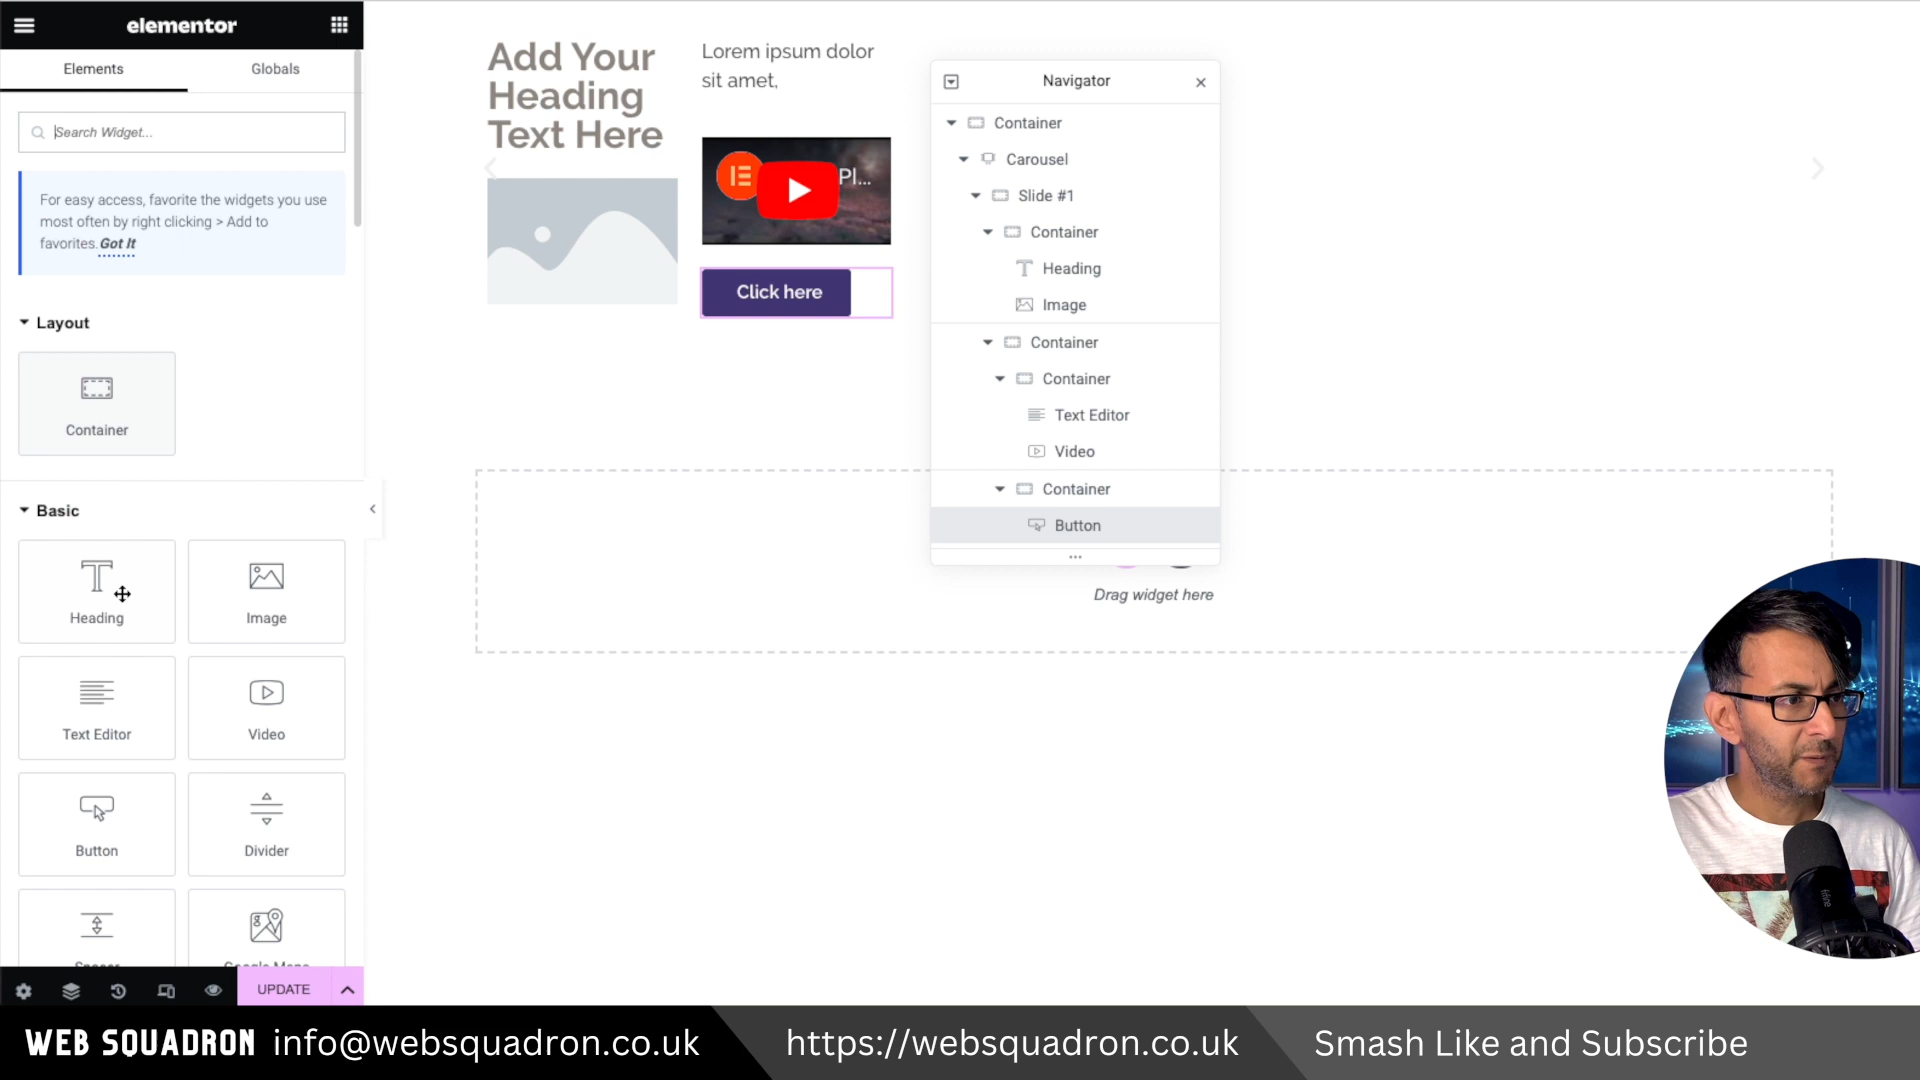 elementor
Elements
Globals
Search Widget...
For easy access, favorite the widgets you use
most often by right clicking > Add to
favorites. Got It
Layout
Container
Basic
Heading
Image
Text Editor
Video
Button
Divider
Spacer
Google Maps
UPDATE
Add Your
Heading
Text Here
Lorem ipsum dolor
sit amet,
Pl...
Click here
Navigator
Container
Carousel
Slide #1
Container
Heading
Image
Container
Container
Text Editor
Video
Container
Button
Drag widget here
fifine
WEB SQUADRON info@websquadron.co.uk
https://websquadron.co.uk
Smash Like and Subscribe